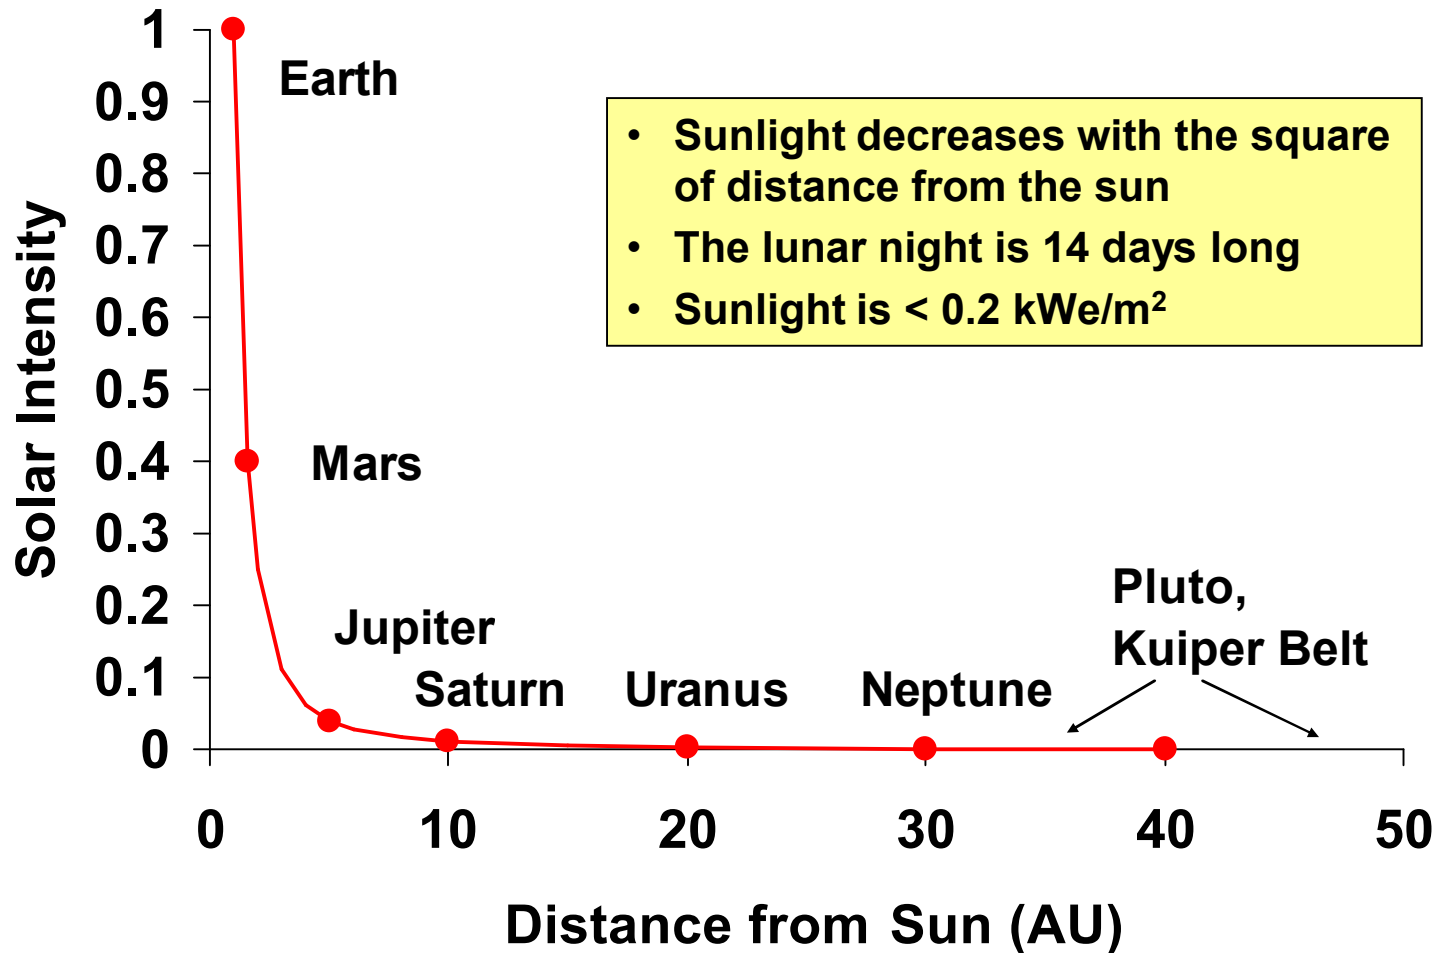 1
0.9
0.8
0.7
0.6
0.5
0.4
0.3
0.2
0.1
0
Solar Intensity
Earth
Mars
Jupiter
Saturn
Uranus
Neptune
Pluto,
Kuiper Belt
• Sunlight decreases with the square
of distance from the sun
• The lunar night is 14 days long
• Sunlight is < 0.2 kWe/m²
0 10 20 30 40 50
Distance from Sun (AU)